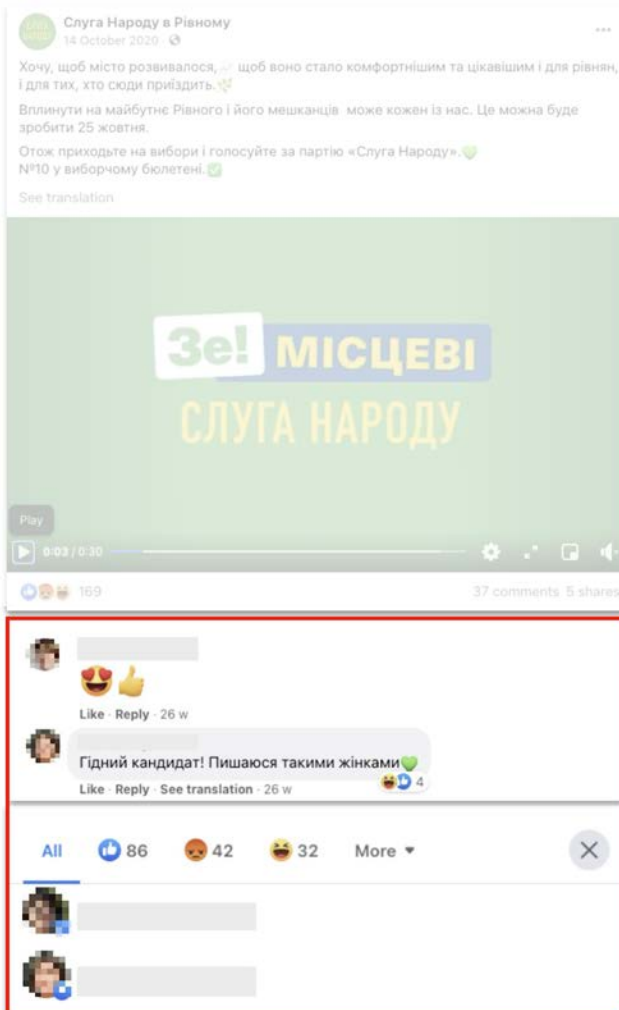 Слуга Народу в Рівному
14 October 2020
Хочу, щоб місто розвивалося, щоб воно стало комфортнішим та цікавішим і для рівнян,
і для тих, хто сюди приїздить.
Вплинути на майбутнє Рівного і його мешканців може кожен із нас. Це можна буде
зробити 25 жовтня.
Отож приходьте на вибори і голосуйте за партію «Слуга Народу».
№10 у виборчому бюлетені.
See translation
Зе! МІСЦЕВІ
СЛУГА НАРОДУ
Play
0:03 / 0:30
169
37 comments 5 shares
Like · Reply · 26 w
Гідний кандидат! Пишаюся такими жінками
4
Like · Reply · See translation · 26 w
All 86 42 32 More